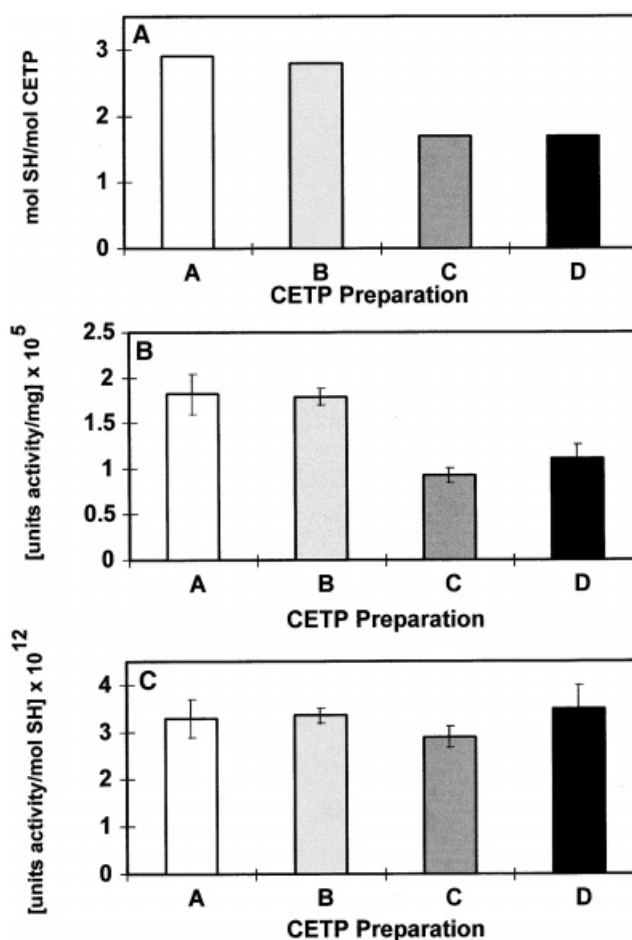 A
mol SH/mol CETP
3
2
1
0
A B C D
CETP Preparation
B
[units activity/mg] x 10^5
2.5
2
1.5
1
0.5
0
A B C D
CETP Preparation
C
[units activity/mol SH] x 10^12
4
3
2
1
0
A B C D
CETP Preparation